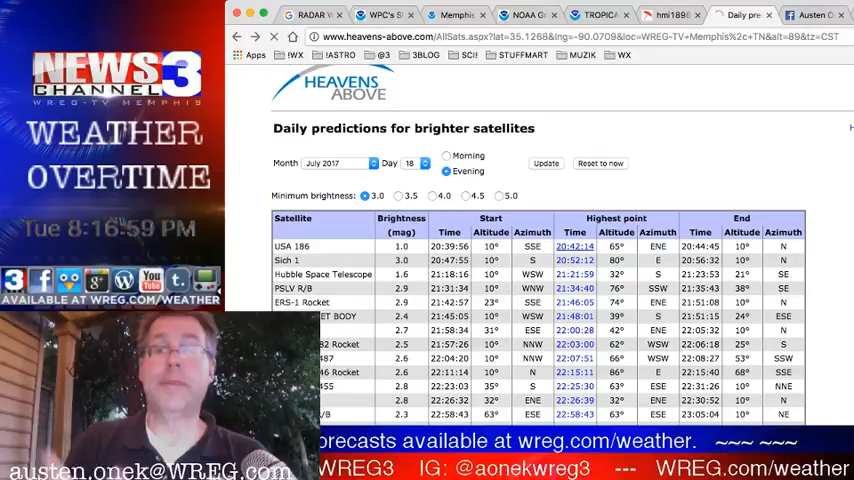 RADAR
WPC's S
Memphis
NOAA G
TROPICA
hmi1898
Daily pre
Austen O
www.heavens-above.com/AllSats.aspx?lat=35.1268&lng=-90.0709&loc=WREG-TV+Memphis%2c+TN&alt=89&tz=CST
Apps !WX !ASTRO @3 3BLOG SCI! STUFFMART MUZIK WX
HEAVENS
ABOVE
Daily predictions for brighter satellites
Month July 2017 Day 18 Morning
Evening
Update Reset to now
Minimum brightness: 3.0 3.5 4.0 4.5 5.0
Satellite Brightness Start Highest point End
(mag) Time Altitude Azimuth Time Altitude Azimuth Time Altitude Azimuth
USA 186 1.0 20:39:56 10° SSE 20:42:14 65° ENE 20:44:45 10° N
Sich 1 3.0 20:47:55 10° S 20:52:12 80° E 20:56:32 10° N
Hubble Space Telescope 1.6 21:18:16 10° WSW 21:21:59 32° S 21:23:53 21° SE
PSLV R/B 2.9 21:31:34 10° WNW 21:34:40 76° SSW 21:35:43 38° SE
ERS-1 Rocket 2.9 21:42:57 23° SSE 21:46:05 74° ENE 21:51:08 10° N
ET BODY 2.4 21:45:05 10° WSW 21:48:01 39° S 21:51:15 24° ESE
2.7 21:58:34 31° ESE 22:00:28 42° ENE 22:05:32 10° N
82 Rocket 2.5 21:57:26 10° NNW 22:03:00 62° WSW 22:06:18 25° S
487 2.6 22:04:20 10° NNW 22:07:51 66° WSW 22:08:27 53° SSW
46 Rocket 2.6 22:11:14 10° N 22:15:11 86° E 22:15:40 68° SSE
455 2.8 22:23:03 35° S 22:25:30 63° ESE 22:31:26 10° NNE
2.8 22:26:32 32° ENE 22:26:39 32° ENE 22:30:52 10° N
/B 2.3 22:58:43 63° ESE 22:58:43 63° ESE 23:05:04 10° NE
NEWS
CHANNEL 3
WREG-TV MEMPHIS
WEATHER
OVERTIME
Tue 8:16:59 PM
AVAILABLE AT WREG.COM/WEATHER
austen.onek@WREG.com
orecasts available at wreg.com/weather. ~~~ ~~~
WREG3 IG: @aonekwreg3 --- WREG.com/weather